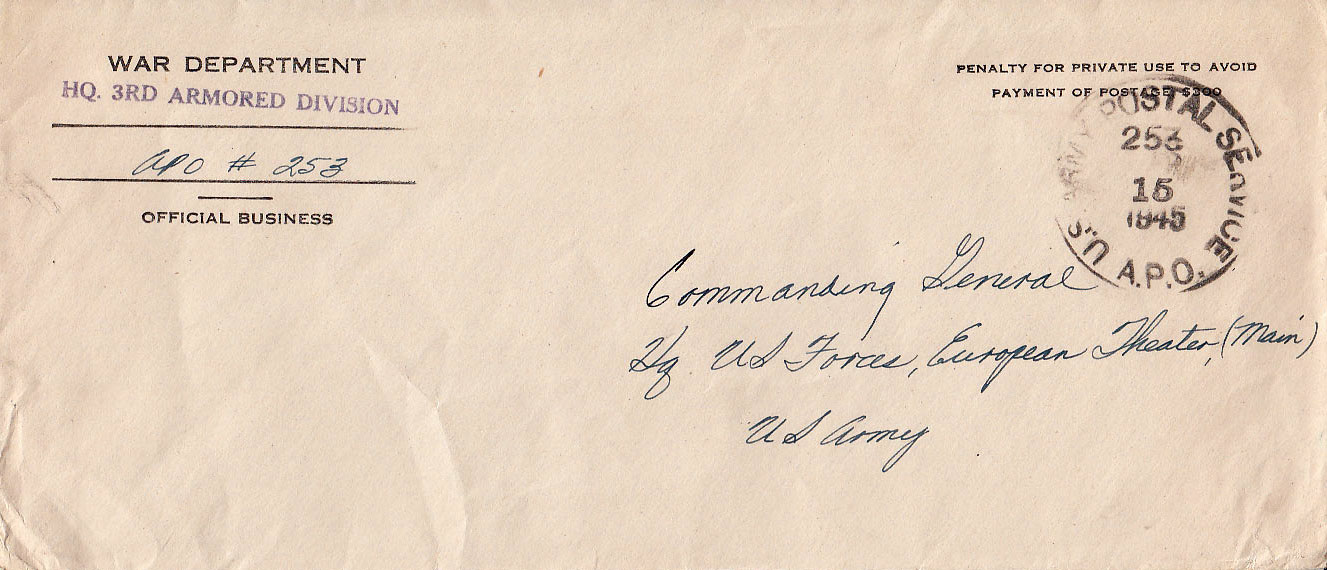 WAR DEPARTMENT
HQ. 3RD ARMORED DIVISION
APO # 253
OFFICIAL BUSINESS
PENALTY FOR PRIVATE USE TO AVOID
PAYMENT OF POSTAGE, $300
U.S. ARMY POSTAL SERVICE
253
15
1945
A.P.O.
Commanding General
Hq US Forces, European Theater, (Main)
US Army